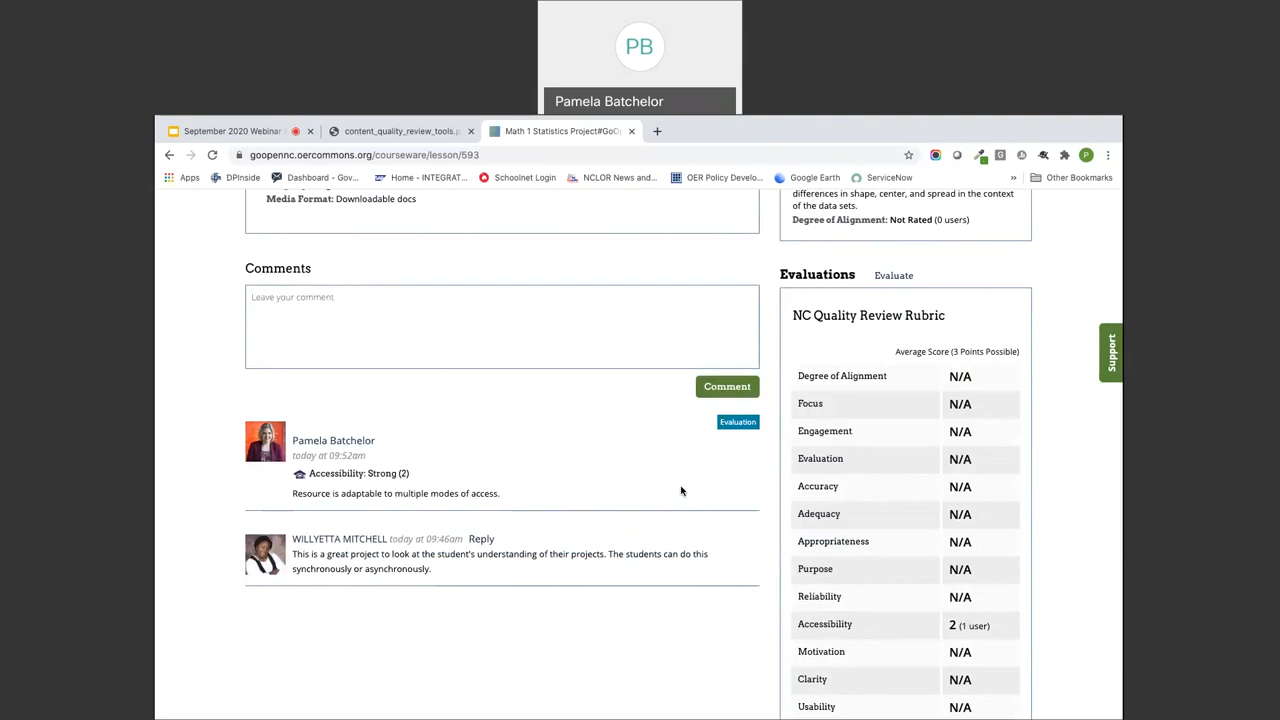 PB
Pamela Batchelor
September 2020 Webinar
content_quality_review_tools.p
Math 1 Statistics Project#GoO
goopennc.oercommons.org/courseware/lesson/593
P
Apps
DPInside
Dashboard - Gov...
Home - INTEGRAT...
Schoolnet Login
NCLOR News and...
OER Policy Develo...
Google Earth
ServiceNow
»
Other Bookmarks
Media Format: Downloadable docs
differences in shape, center, and spread in the context
of the data sets.
Degree of Alignment: Not Rated (0 users)
Comments
Leave your comment
Comment
Evaluation
Pamela Batchelor
today at 09:52am
Accessibility: Strong (2)
Resource is adaptable to multiple modes of access.
WILLYETTA MITCHELL today at 09:46am Reply
This is a great project to look at the student's understanding of their projects. The students can do this
synchronously or asynchronously.
Evaluations Evaluate
NC Quality Review Rubric
Average Score (3 Points Possible)
Degree of Alignment N/A
Focus N/A
Engagement N/A
Evaluation N/A
Accuracy N/A
Adequacy N/A
Appropriateness N/A
Purpose N/A
Reliability N/A
Accessibility 2 (1 user)
Motivation N/A
Clarity N/A
Usability N/A
Support